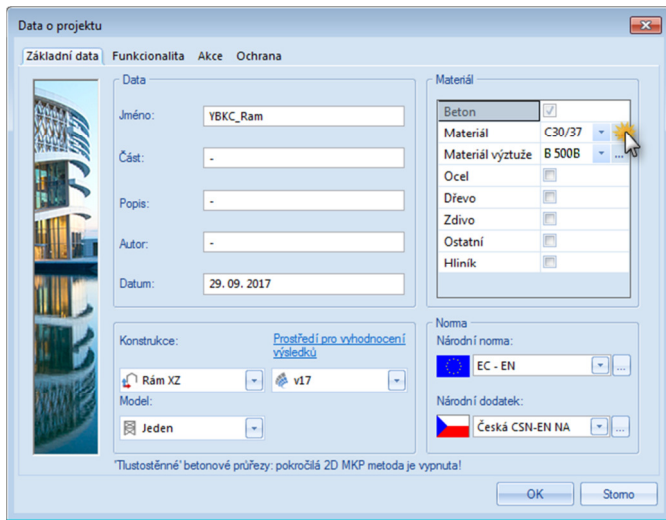 Data o projektu
Základní data Funkcionalita Akce Ochrana
Data
Jméno: YBKC_Ram
Část: -
Popis: -
Autor: -
Datum: 29. 09. 2017
Materiál
Beton
Materiál C30/37
Materiál výztuže B 500B ...
Ocel
Dřevo
Zdivo
Ostatní
Hliník
Konstrukce: Prostředí pro vyhodnocení
výsledků
Rám XZ v17
Model:
Jeden
Norma
Národní norma:
EC - EN ...
Národní dodatek:
Česká CSN-EN NA ...
'Tlustostěnné' betonové průřezy: pokročilá 2D MKP metoda je vypnuta!
OK Storno